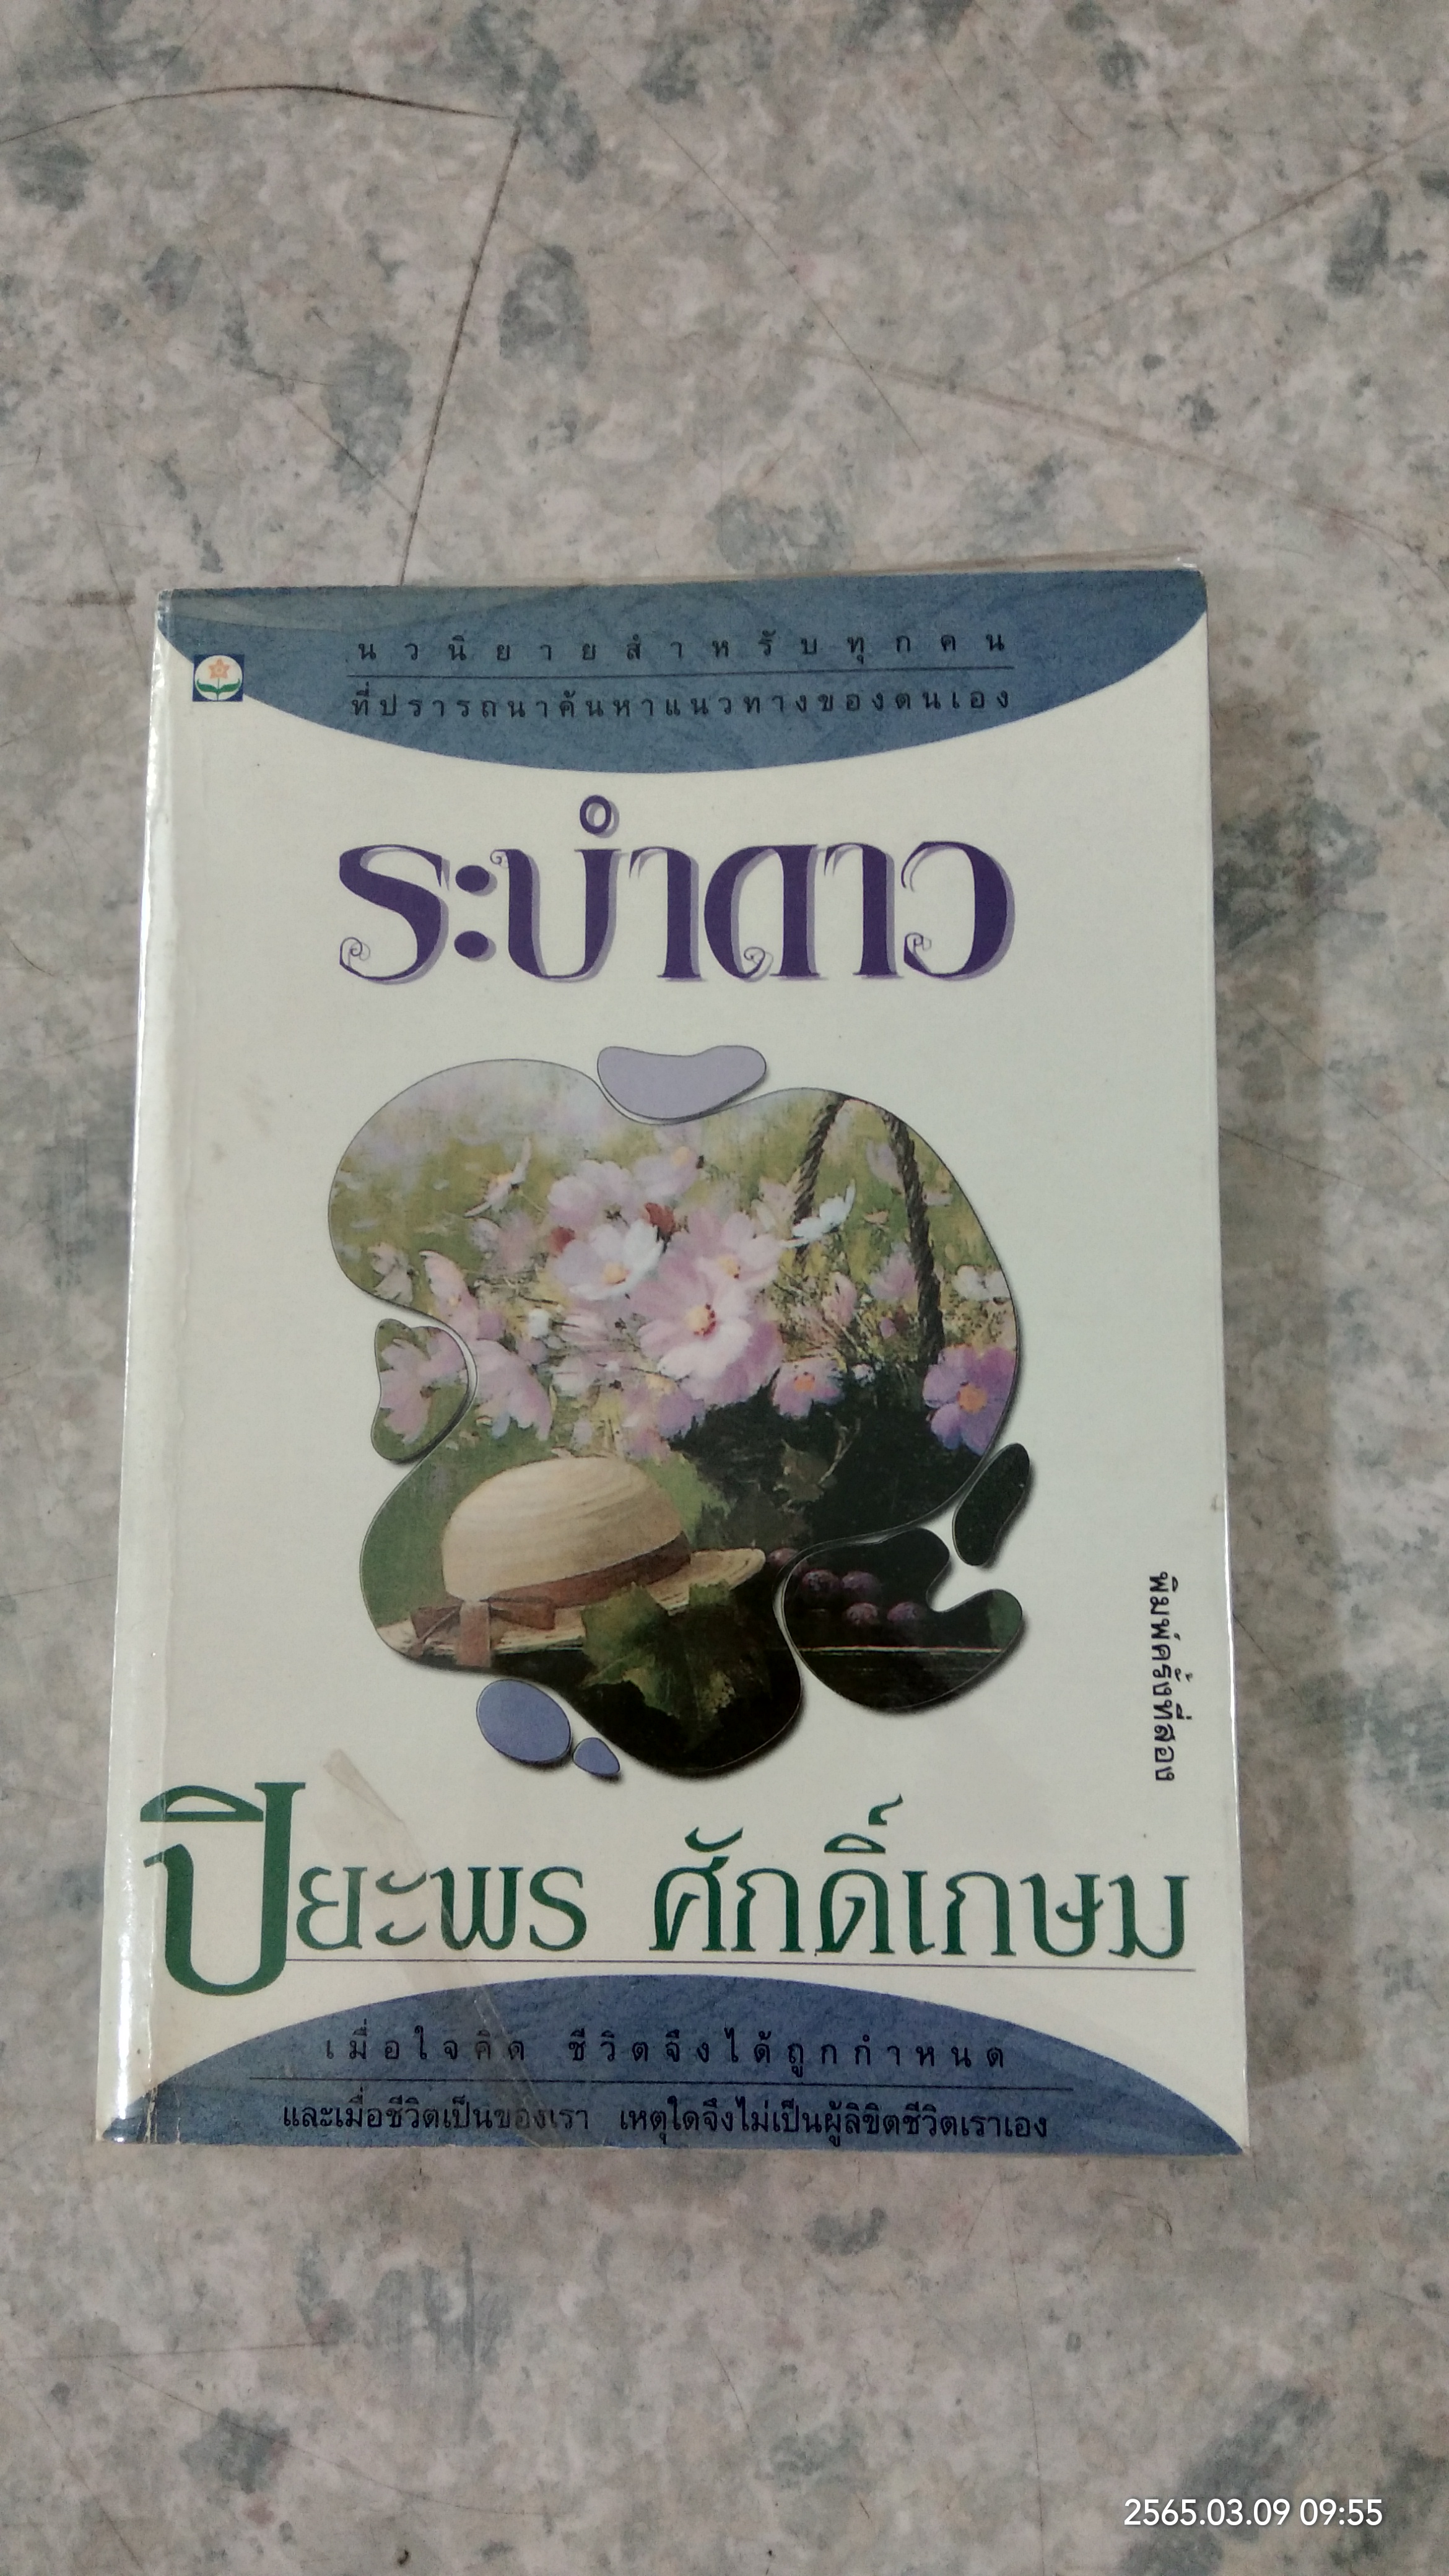 นวนิยายสำหรับทุกคน
ที่ปรารถนาค้นหาแนวทางของตนเอง
ระบำดาว
พิมพ์ครั้งที่สอง
ปิยะพร ศักดิ์เกษม
เมื่อใจคิด ชีวิตจึงได้ถูกกำหนด
และเมื่อชีวิตเป็นของเรา เหตุใดจึงไม่เป็นผู้ลิขิตชีวิตเราเอง
2565.03.09 09:55